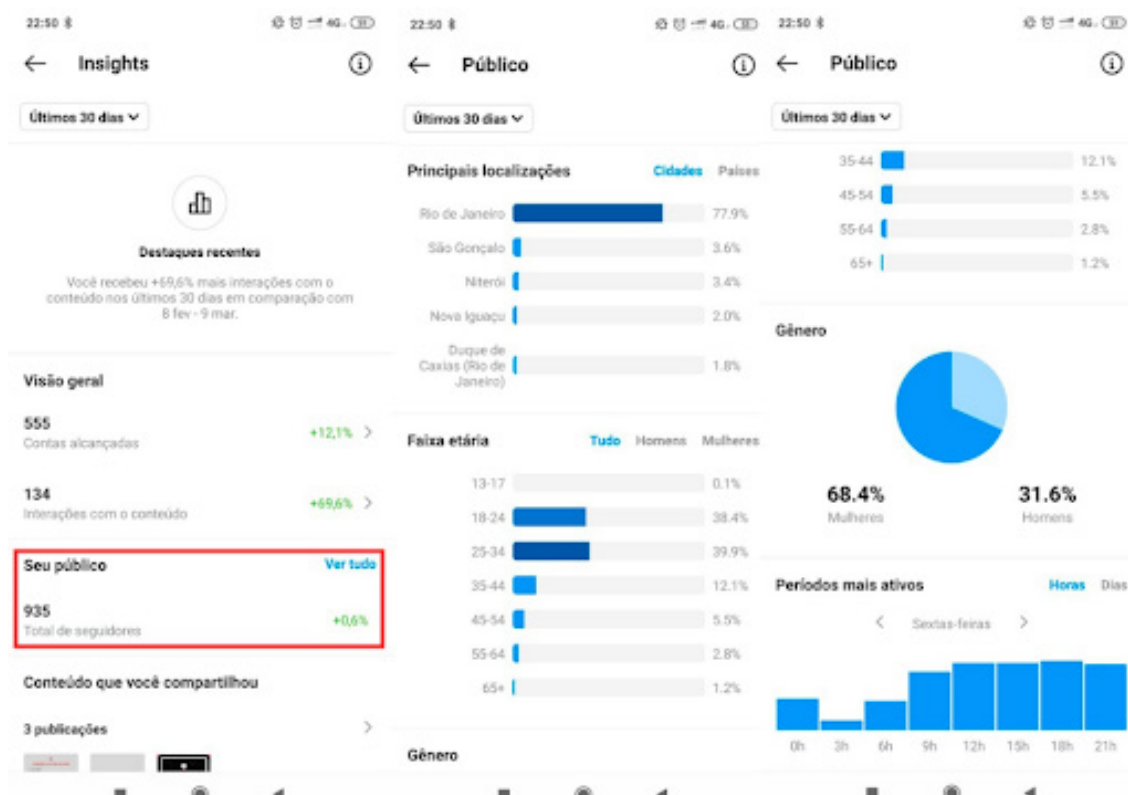 22:50
4G 33
Insights
Últimos 30 dias
Destaques recentes
Você recebeu +69,6% mais interações com o
conteúdo nos últimos 30 dias em comparação com
8 fev - 9 mar.
Visão geral
555
Contas alcançadas
+12,1%
134
Interações com o conteúdo
+69,6%
Seu público
Ver tudo
935
Total de seguidores
+0,6%
Conteúdo que você compartilhou
3 publicações
22:50
4G 33
Público
Últimos 30 dias
Principais localizações Cidades Países
Rio de Janeiro 77.9%
São Gonçalo 3.6%
Niterói 3.4%
Nova Iguaçu 2.0%
Duque de
Caxias (Rio de 1.8%
Janeiro)
Faixa etária Tudo Homens Mulheres
13-17 0.1%
18-24 38.4%
25-34 39.9%
35-44 12.1%
45-54 5.5%
55-64 2.8%
65+ 1.2%
Gênero
22:50
4G 33
Público
Últimos 30 dias
35-44 12.1%
45-54 5.5%
55-64 2.8%
65+ 1.2%
Gênero
68.4% 31.6%
Mulheres Homens
Períodos mais ativos Horas Dias
Sextas-feiras
0h 3h 6h 9h 12h 15h 18h 21h